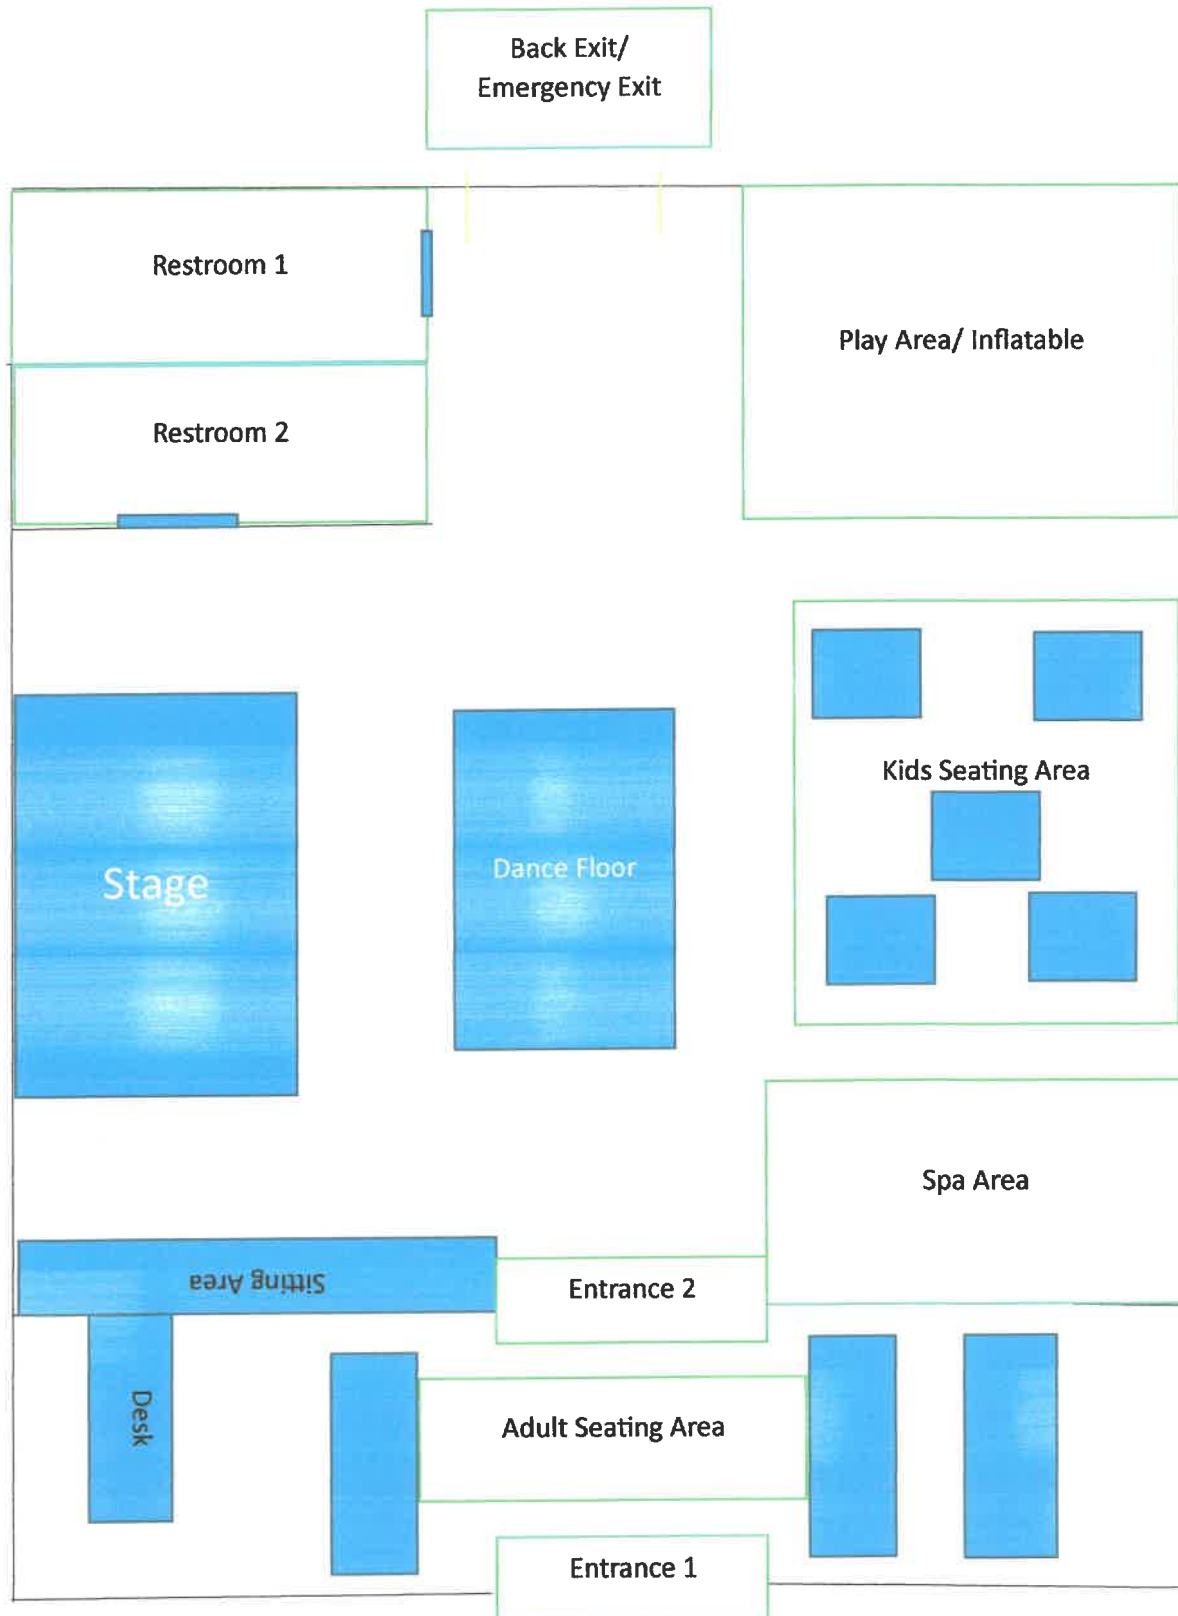 Back Exit/
Emergency Exit
Restroom 1
Play Area/ Inflatable
Restroom 2
Kids Seating Area
Stage
Dance Floor
Spa Area
Sitting Area
Entrance 2
Desk
Adult Seating Area
Entrance 1